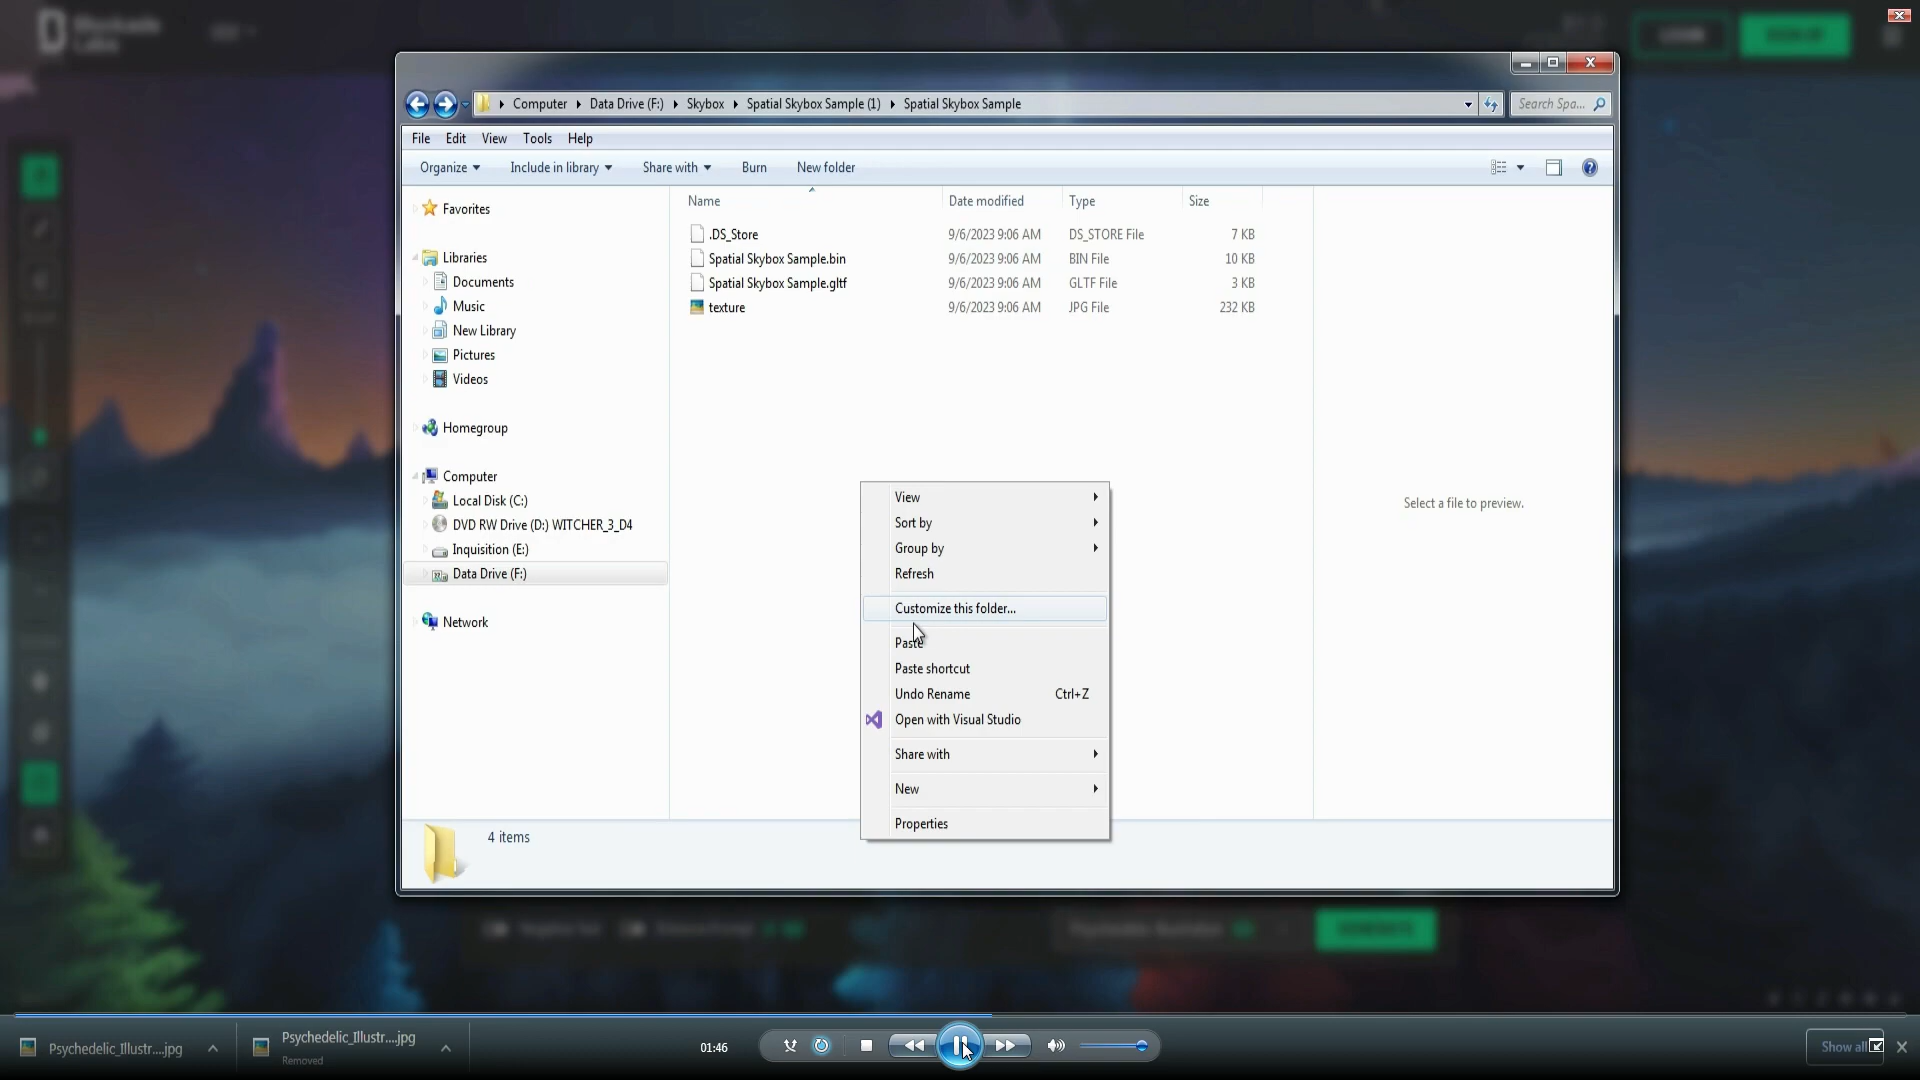 Blockade
Labs
Computer ▸ Data Drive (F:) ▸ Skybox ▸ Spatial Skybox Sample (1) ▸ Spatial Skybox Sample
Search Spa...
File Edit View Tools Help
Organize Include in library Share with Burn New folder
Name Date modified Type Size
.DS_Store 9/6/2023 9:06 AM DS_STORE File 7 KB
Spatial Skybox Sample.bin 9/6/2023 9:06 AM BIN File 10 KB
Spatial Skybox Sample.gltf 9/6/2023 9:06 AM GLTF File 3 KB
texture 9/6/2023 9:06 AM JPG File 232 KB
Favorites
Libraries
Documents
Music
New Library
Pictures
Videos
Homegroup
Computer
Local Disk (C:)
DVD RW Drive (D:) WITCHER_3_D4
Inquisition (E:)
Data Drive (F:)
Network
Select a file to preview.
View
Sort by
Group by
Refresh
Customize this folder...
Paste
Paste shortcut
Undo Rename Ctrl+Z
Open with Visual Studio
Share with
New
Properties
4 items
GENERATE
Psychedelic_Illustr....jpg
Psychedelic_Illustr....jpg
Removed
01:46
Show all